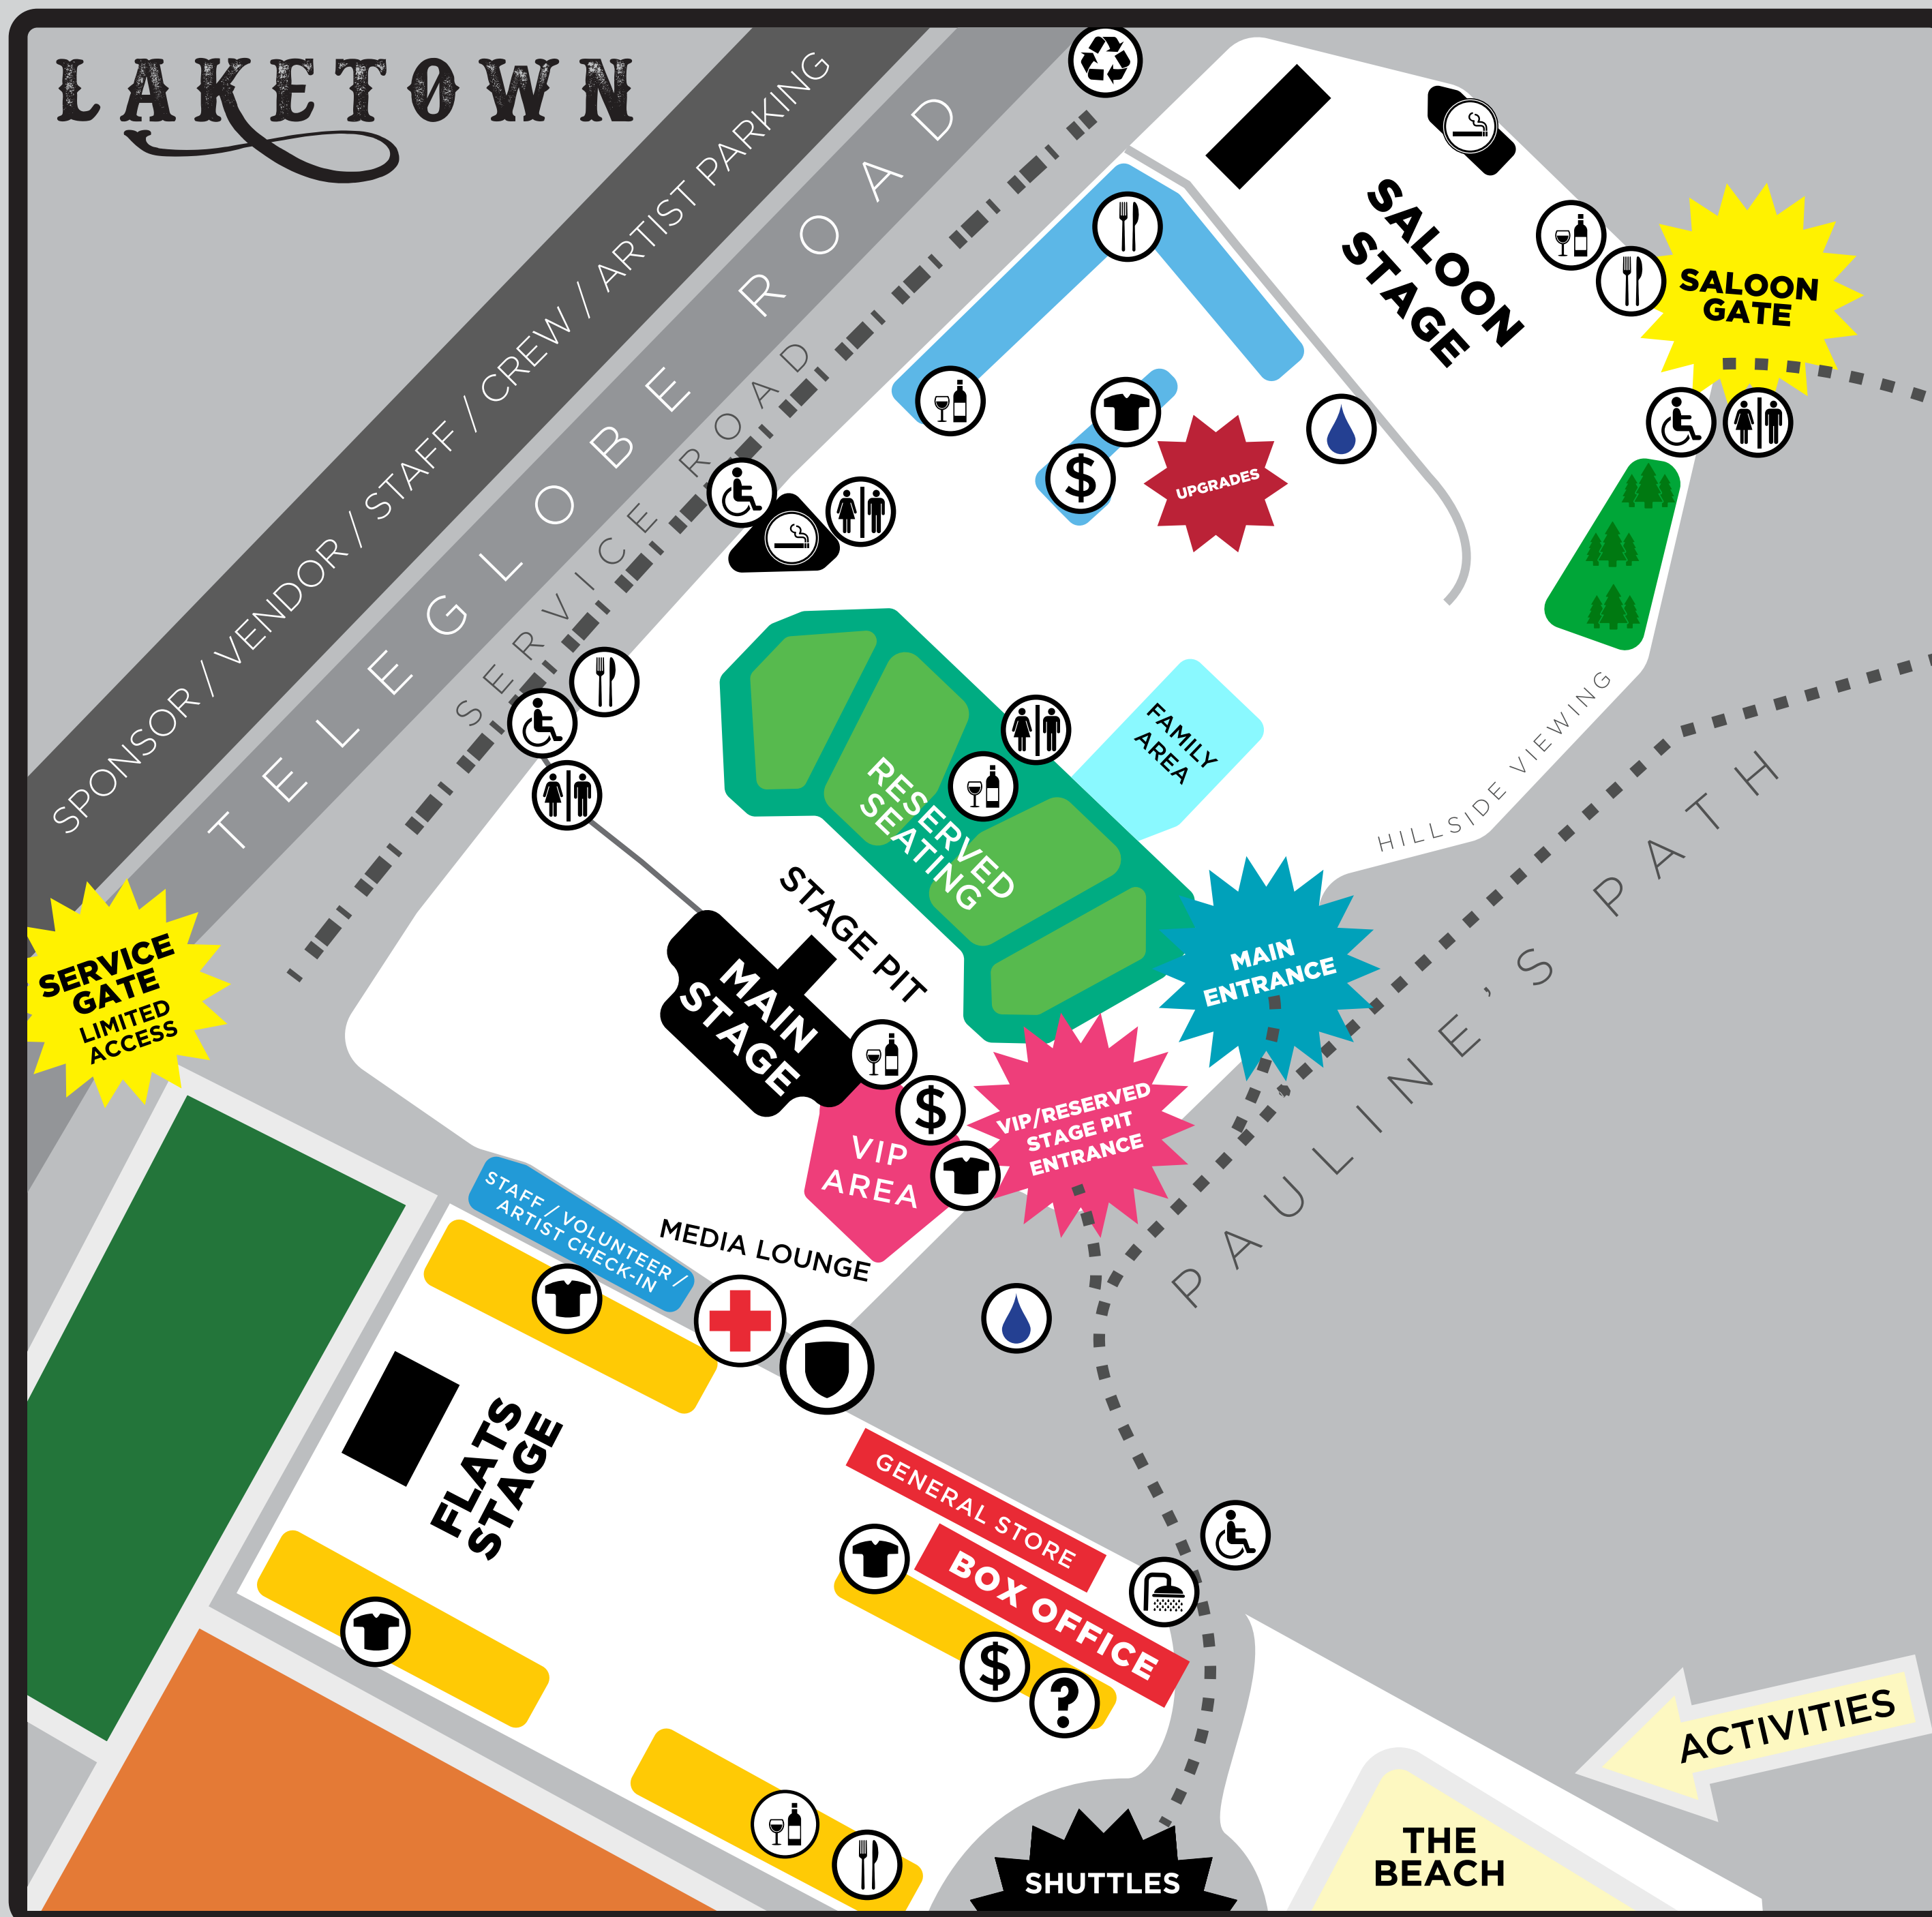 LAKETOWN
SPONSOR / VENDOR / STAFF / CREW / ARTIST PARKING
TELEGLOBE ROAD
SERVICE ROAD
SALOON
STAGE
SALOON
GATE
$
UPGRADES
FAMILY
AREA
RESERVED
SEATING
HILLSIDE VIEWING
STAGE PIT
MAIN
STAGE
MAIN
ENTRANCE
PAULINE'S PATH
SERVICE
GATE
LIMITED
ACCESS
$
VIP
AREA
VIP/RESERVED
STAGE PIT
ENTRANCE
STAFF / VOLUNTEER /
ARTIST CHECK-IN
MEDIA LOUNGE
FLATS
STAGE
GENERAL STORE
BOX OFFICE
$
?
ACTIVITIES
THE
BEACH
SHUTTLES